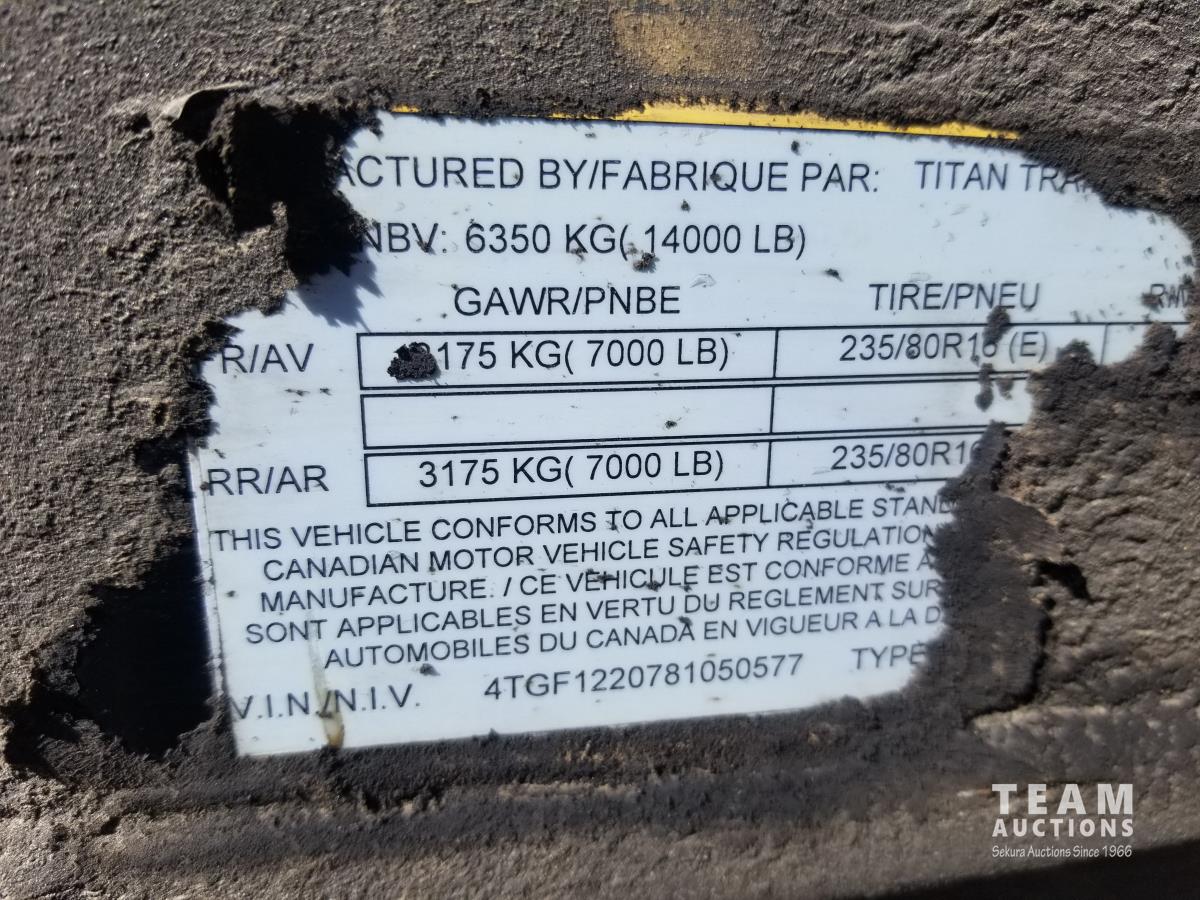 ACTURED BY/FABRIQUE PAR: TITAN
NBV: 6350 KG( 14000 LB)
GAWR/PNBE TIRE/PNEU
R/AV 175 KG( 7000 LB) 235/80R16 (E)
RR/AR 3175 KG( 7000 LB) 235/80R1
THIS VEHICLE CONFORMS TO ALL APPLICABLE STAN
CANADIAN MOTOR VEHICLE SAFETY REGULATION
MANUFACTURE. / CE VEHICULE EST CONFORME A
SONT APPLICABLES EN VERTU DU REGLEMENT SUR
AUTOMOBILES DU CANADA EN VIGUEUR A LA D
V.I.N./N.I.V. 4TGF1220781050577 TYPE
TEAM
AUCTIONS
Sekura Auctions Since 1966